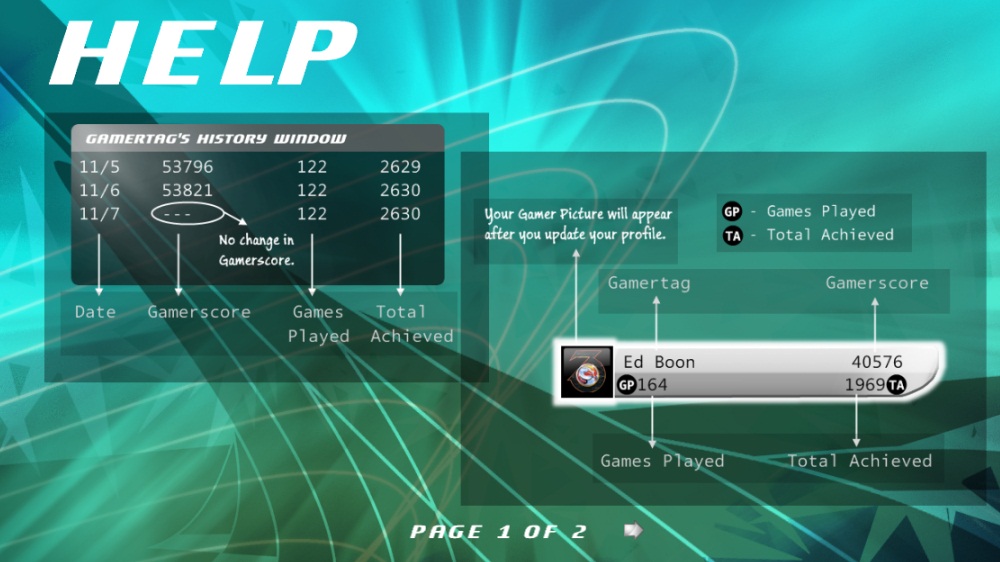 HELP
GAMERTAG'S HISTORY WINDOW
11/5 53796 122 2629
11/6 53821 122 2630
11/7 --- 122 2630
No change in
Gamerscore.
Date Gamerscore Games Total
Played Achieved
Your Gamer Picture will appear
after you update your profile.
GP - Games Played
TA - Total Achieved
Gamertag Gamerscore
Ed Boon 40576
GP 164 1969 TA
Games Played Total Achieved
PAGE 1 OF 2